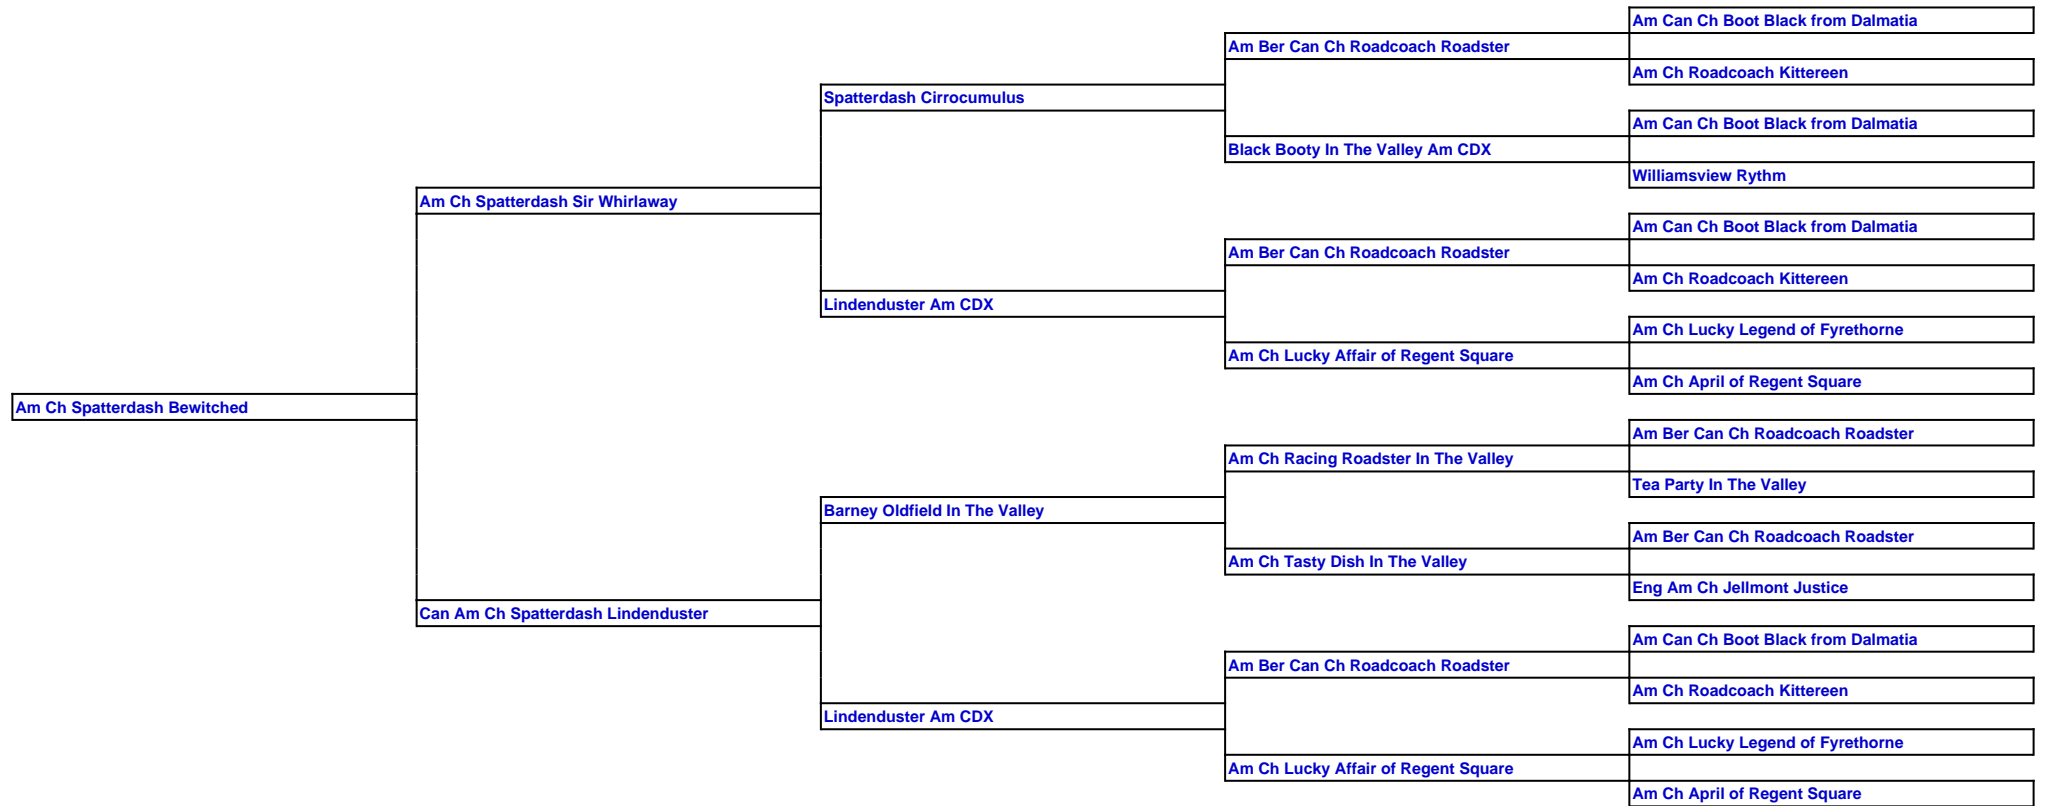 Am Can Ch Boot Black from Dalmatia
Am Ber Can Ch Roadcoach Roadster
Am Ch Roadcoach Kittereen
Spatterdash Cirrocumulus
Am Can Ch Boot Black from Dalmatia
Black Booty In The Valley Am CDX
Williamsview Rythm
Am Ch Spatterdash Sir Whirlaway
Am Can Ch Boot Black from Dalmatia
Am Ber Can Ch Roadcoach Roadster
Am Ch Roadcoach Kittereen
Lindenduster Am CDX
Am Ch Lucky Legend of Fyrethorne
Am Ch Lucky Affair of Regent Square
Am Ch April of Regent Square
Am Ch Spatterdash Bewitched
Am Ber Can Ch Roadcoach Roadster
Am Ch Racing Roadster In The Valley
Tea Party In The Valley
Barney Oldfield In The Valley
Am Ber Can Ch Roadcoach Roadster
Am Ch Tasty Dish In The Valley
Eng Am Ch Jellmont Justice
Can Am Ch Spatterdash Lindenduster
Am Can Ch Boot Black from Dalmatia
Am Ber Can Ch Roadcoach Roadster
Am Ch Roadcoach Kittereen
Lindenduster Am CDX
Am Ch Lucky Legend of Fyrethorne
Am Ch Lucky Affair of Regent Square
Am Ch April of Regent Square